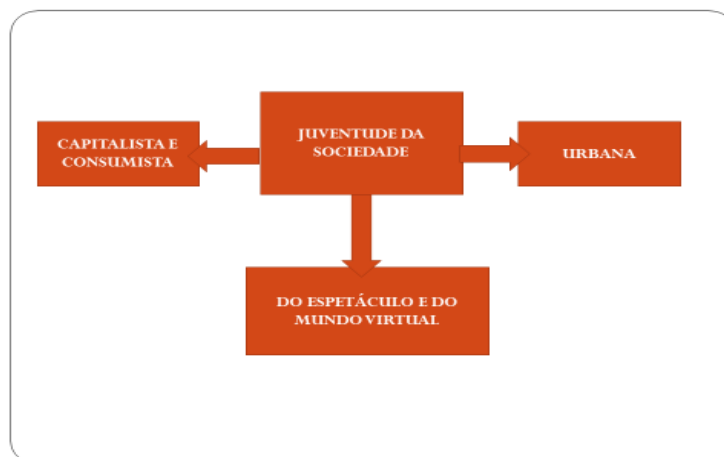 JUVENTUDE DA
SOCIEDADE
CAPITALISTA E
CONSUMISTA
URBANA
DO ESPETÁCULO E DO
MUNDO VIRTUAL